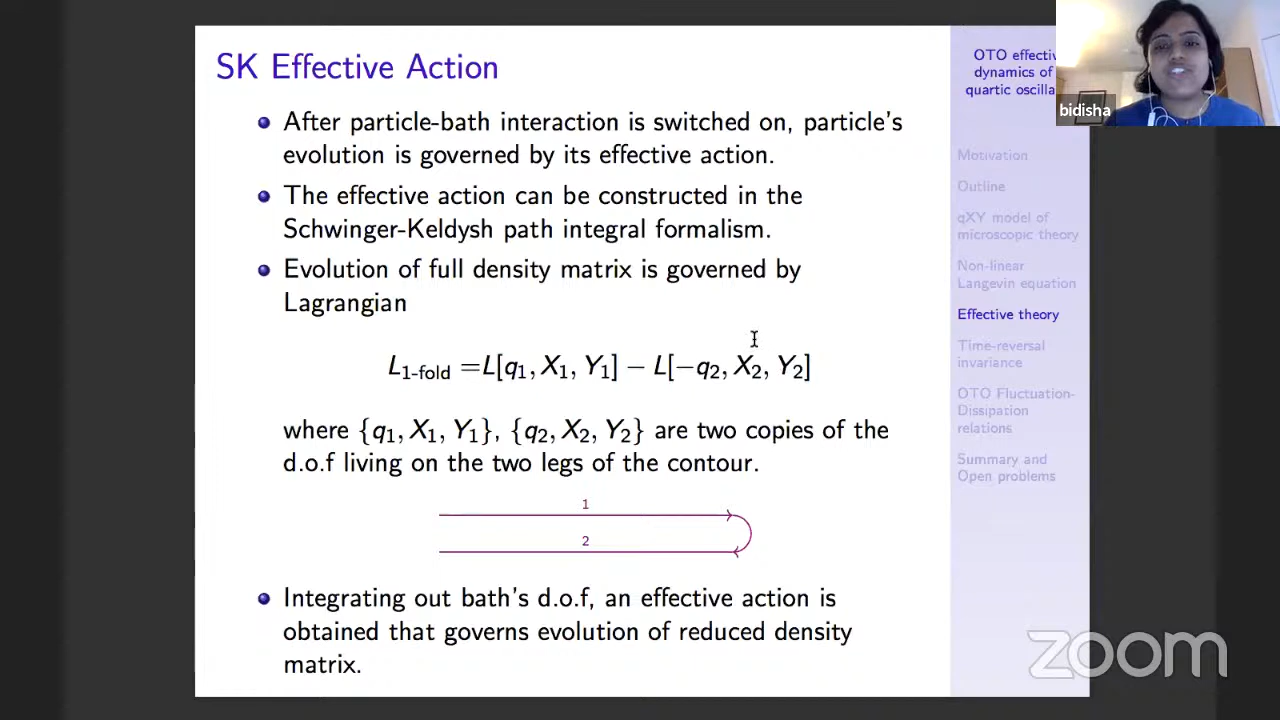 SK Effective Action
After particle-bath interaction is switched on, particle's
evolution is governed by its effective action.
The effective action can be constructed in the
Schwinger-Keldysh path integral formalism.
Evolution of full density matrix is governed by
Lagrangian
L₁₋fold =L[q₁, X₁, Y₁] − L[−q₂, X₂, Y₂]
where {q₁, X₁, Y₁}, {q₂, X₂, Y₂} are two copies of the
d.o.f living on the two legs of the contour.
1
2
Integrating out bath's d.o.f, an effective action is
obtained that governs evolution of reduced density
matrix.
OTO
dynamics of
quartic
bidisha
Motivation
Outline
qXY model of
microscopic theory
Non-linear
Langevin equation
Effective theory
Time-reversal
invariance
OTO Fluctuation-
Dissipation
relations
Summary and
Open problems
zoom